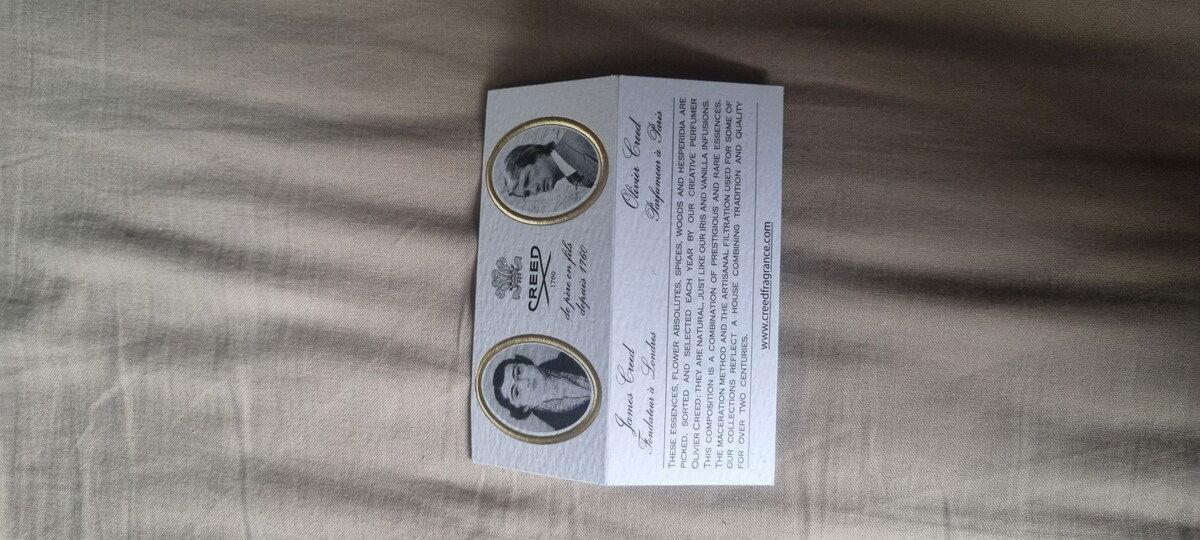 CREED
1760
de père en fils
depuis 1760
James Creed
Fondateur à Londres
Olivier Creed
Parfumeur à Paris
THESE ESSENCES, FLOWER ABSOLUTES, SPICES, WOODS AND HESPERIDIA ARE
PICKED, SORTED AND SELECTED EACH YEAR BY OUR CREATIVE PERFUMER
OLIVIER CREED; THEY ARE NATURAL, JUST LIKE OUR IRIS AND VANILLA INFUSIONS.
THIS COMPOSITION IS A COMBINATION OF PRESTIGIOUS AND RARE ESSENCES.
THE MACERATION METHOD AND THE ARTISANAL FILTRATION USED FOR SOME OF
OUR COLLECTIONS REFLECT A HOUSE COMBINING TRADITION AND QUALITY
FOR OVER TWO CENTURIES.
www.creedfragrance.com